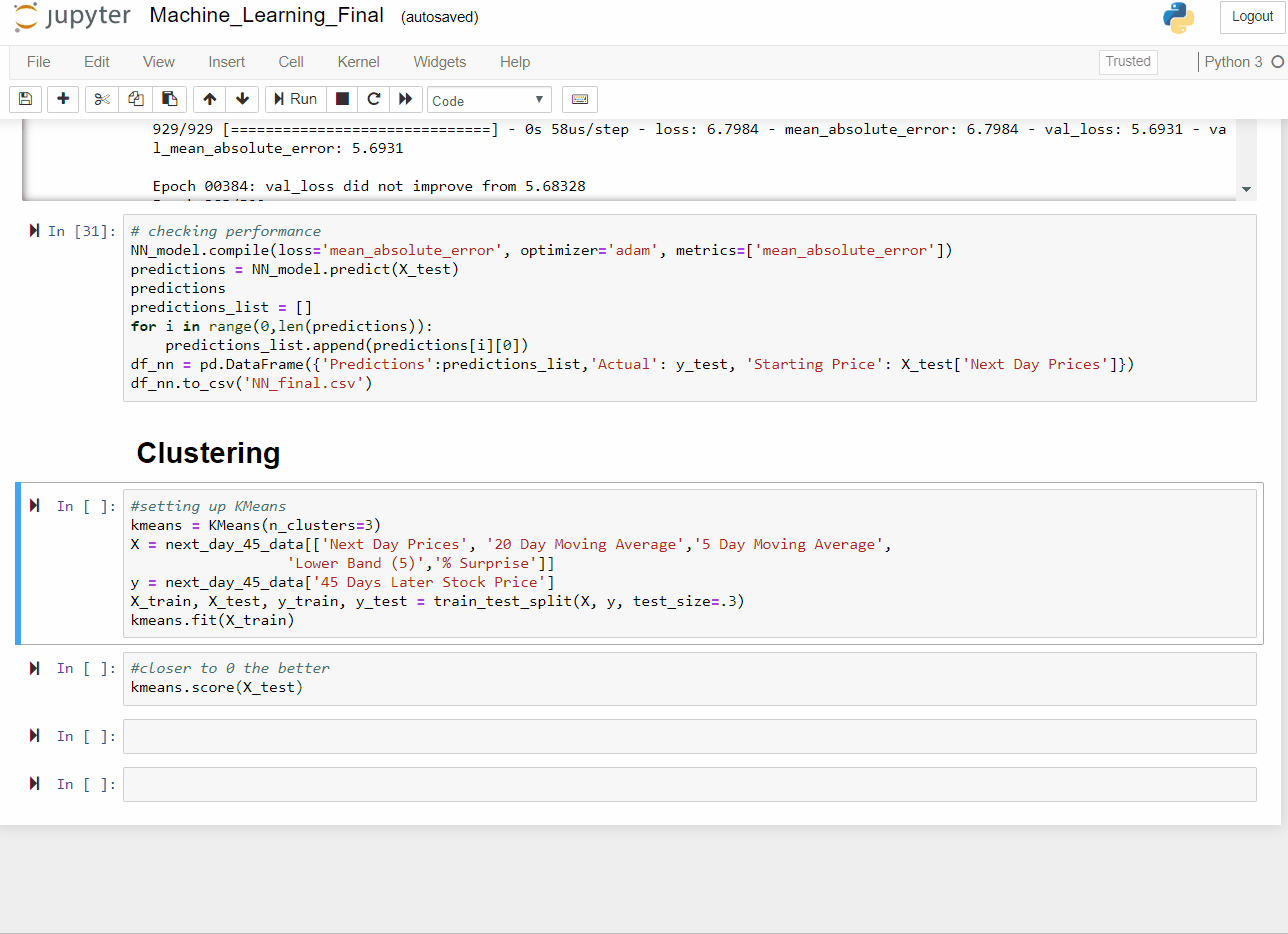 jupyter Machine_Learning_Final (autosaved) Logout
File Edit View Insert Cell Kernel Widgets Help Trusted Python 3
Run Code
929/929 [==============================] - 0s 58us/step - loss: 6.7984 - mean_absolute_error: 6.7984 - val_loss: 5.6931 - va
l_mean_absolute_error: 5.6931
Epoch 00384: val_loss did not improve from 5.68328
In [31]: # checking performance
NN_model.compile(loss='mean_absolute_error', optimizer='adam', metrics=['mean_absolute_error'])
predictions = NN_model.predict(X_test)
predictions
predictions_list = []
for i in range(0,len(predictions)):
    predictions_list.append(predictions[i][0])
df_nn = pd.DataFrame({'Predictions':predictions_list,'Actual': y_test, 'Starting Price': X_test['Next Day Prices']})
df_nn.to_csv('NN_final.csv')
Clustering
In [ ]: #setting up KMeans
kmeans = KMeans(n_clusters=3)
X = next_day_45_data[['Next Day Prices', '20 Day Moving Average','5 Day Moving Average',
                  'Lower Band (5)','% Surprise']]
y = next_day_45_data['45 Days Later Stock Price']
X_train, X_test, y_train, y_test = train_test_split(X, y, test_size=.3)
kmeans.fit(X_train)
In [ ]: #closer to 0 the better
kmeans.score(X_test)
In [ ]:
In [ ]: